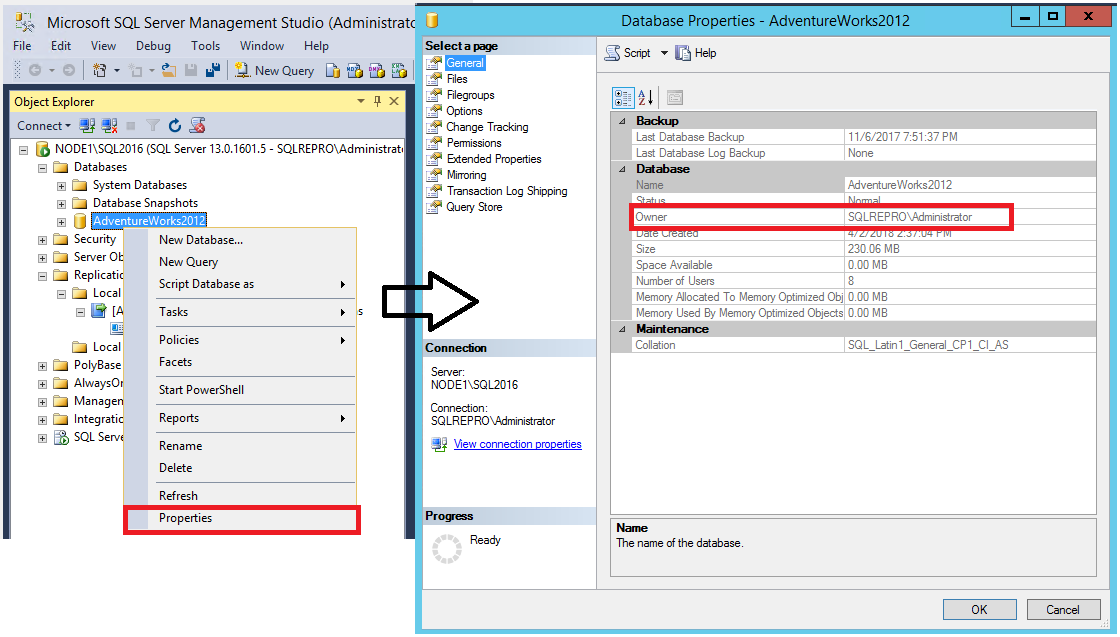 Microsoft SQL Server Management Studio (Administrato
File Edit View Debug Tools Window Help
New Query
Object Explorer
Connect
NODE1\SQL2016 (SQL Server 13.0.1601.5 - SQLREPRO\Administrato
Databases
System Databases
Database Snapshots
AdventureWorks2012
Security
Server Ob
Replicatio
Local
[A
s
Local
PolyBase
AlwaysOn
Managem
Integratio
SQL Serve
New Database...
New Query
Script Database as
Tasks
Policies
Facets
Start PowerShell
Reports
Rename
Delete
Refresh
Properties
Database Properties - AdventureWorks2012
Select a page
General
Files
Filegroups
Options
Change Tracking
Permissions
Extended Properties
Mirroring
Transaction Log Shipping
Query Store
Connection
Server:
NODE1\SQL2016
Connection:
SQLREPRO\Administrator
View connection properties
Progress
Ready
Script Help
Backup
Last Database Backup 11/6/2017 7:51:37 PM
Last Database Log Backup None
Database
Name AdventureWorks2012
Status Normal
Owner SQLREPRO\Administrator
Date Created 4/2/2018 2:37:04 PM
Size 230.06 MB
Space Available 0.00 MB
Number of Users 8
Memory Allocated To Memory Optimized Obj 0.00 MB
Memory Used By Memory Optimized Objects 0.00 MB
Maintenance
Collation SQL_Latin1_General_CP1_CI_AS
Name
The name of the database.
OK Cancel